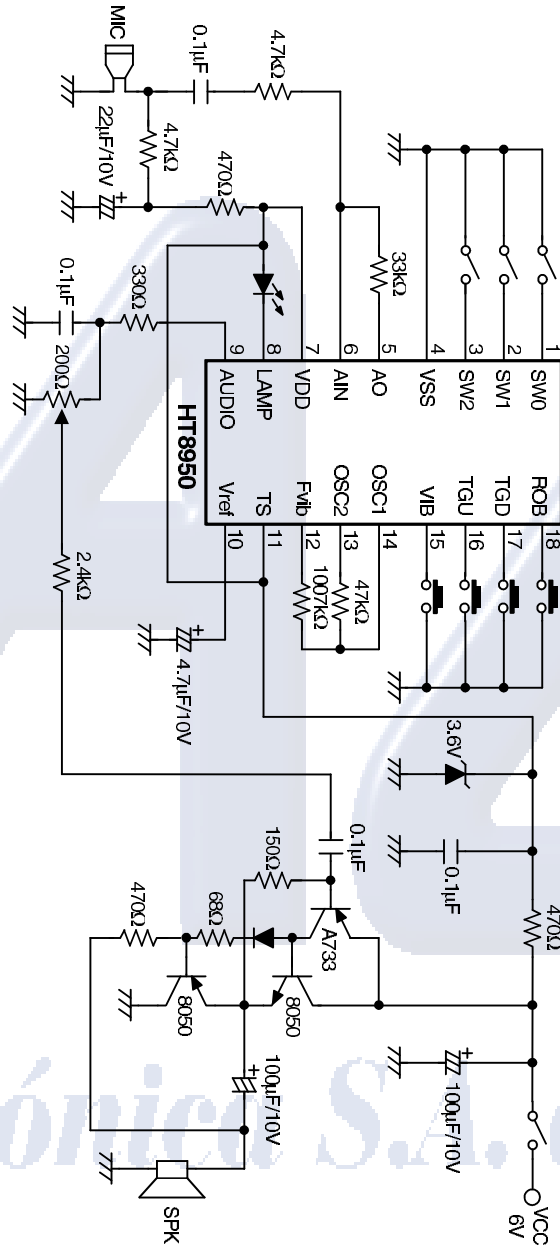 MIC
0.1µF
4.7kΩ
4.7kΩ
22µF/10V
470Ω
33kΩ
0.1µF
330Ω
200Ω
1
2
3
4
5
6
7
8
9
SW0
SW1
SW2
VSS
AO
AIN
VDD
LAMP
AUDIO
HT8950
ROB
TGD
TGU
VIB
OSC1
OSC2
Fvib
TS
Vref
18
17
16
15
14
13
12
11
10
47kΩ
1007kΩ
2.4kΩ
4.7µF/10V
3.6V
0.1µF
470Ω
0.1µF
150Ω
A733
68Ω
470Ω
8050
8050
100µF/10V
100µF/10V
SPK
VCC
6V
ónica S.A.